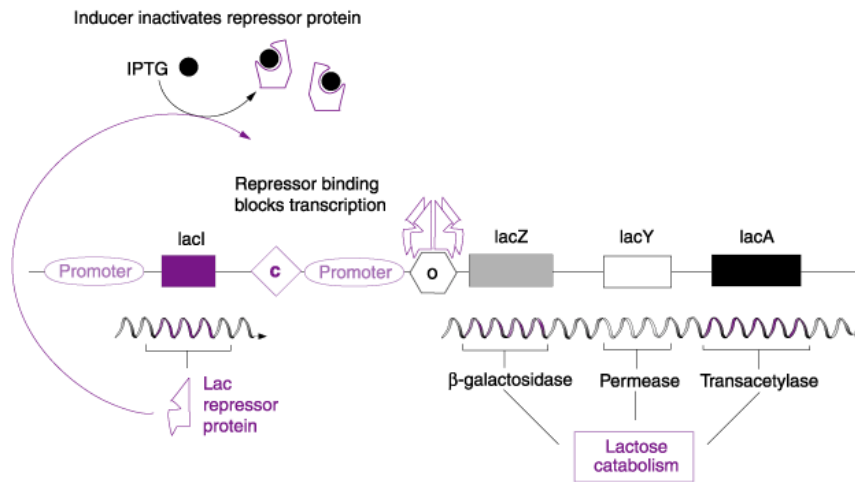 Inducer inactivates repressor protein
IPTG
Repressor binding
blocks transcription
lacI
lacZ
lacY
lacA
Promoter
C
Promoter
O
β-galactosidase
Permease
Transacetylase
Lac
repressor
protein
Lactose
catabolism